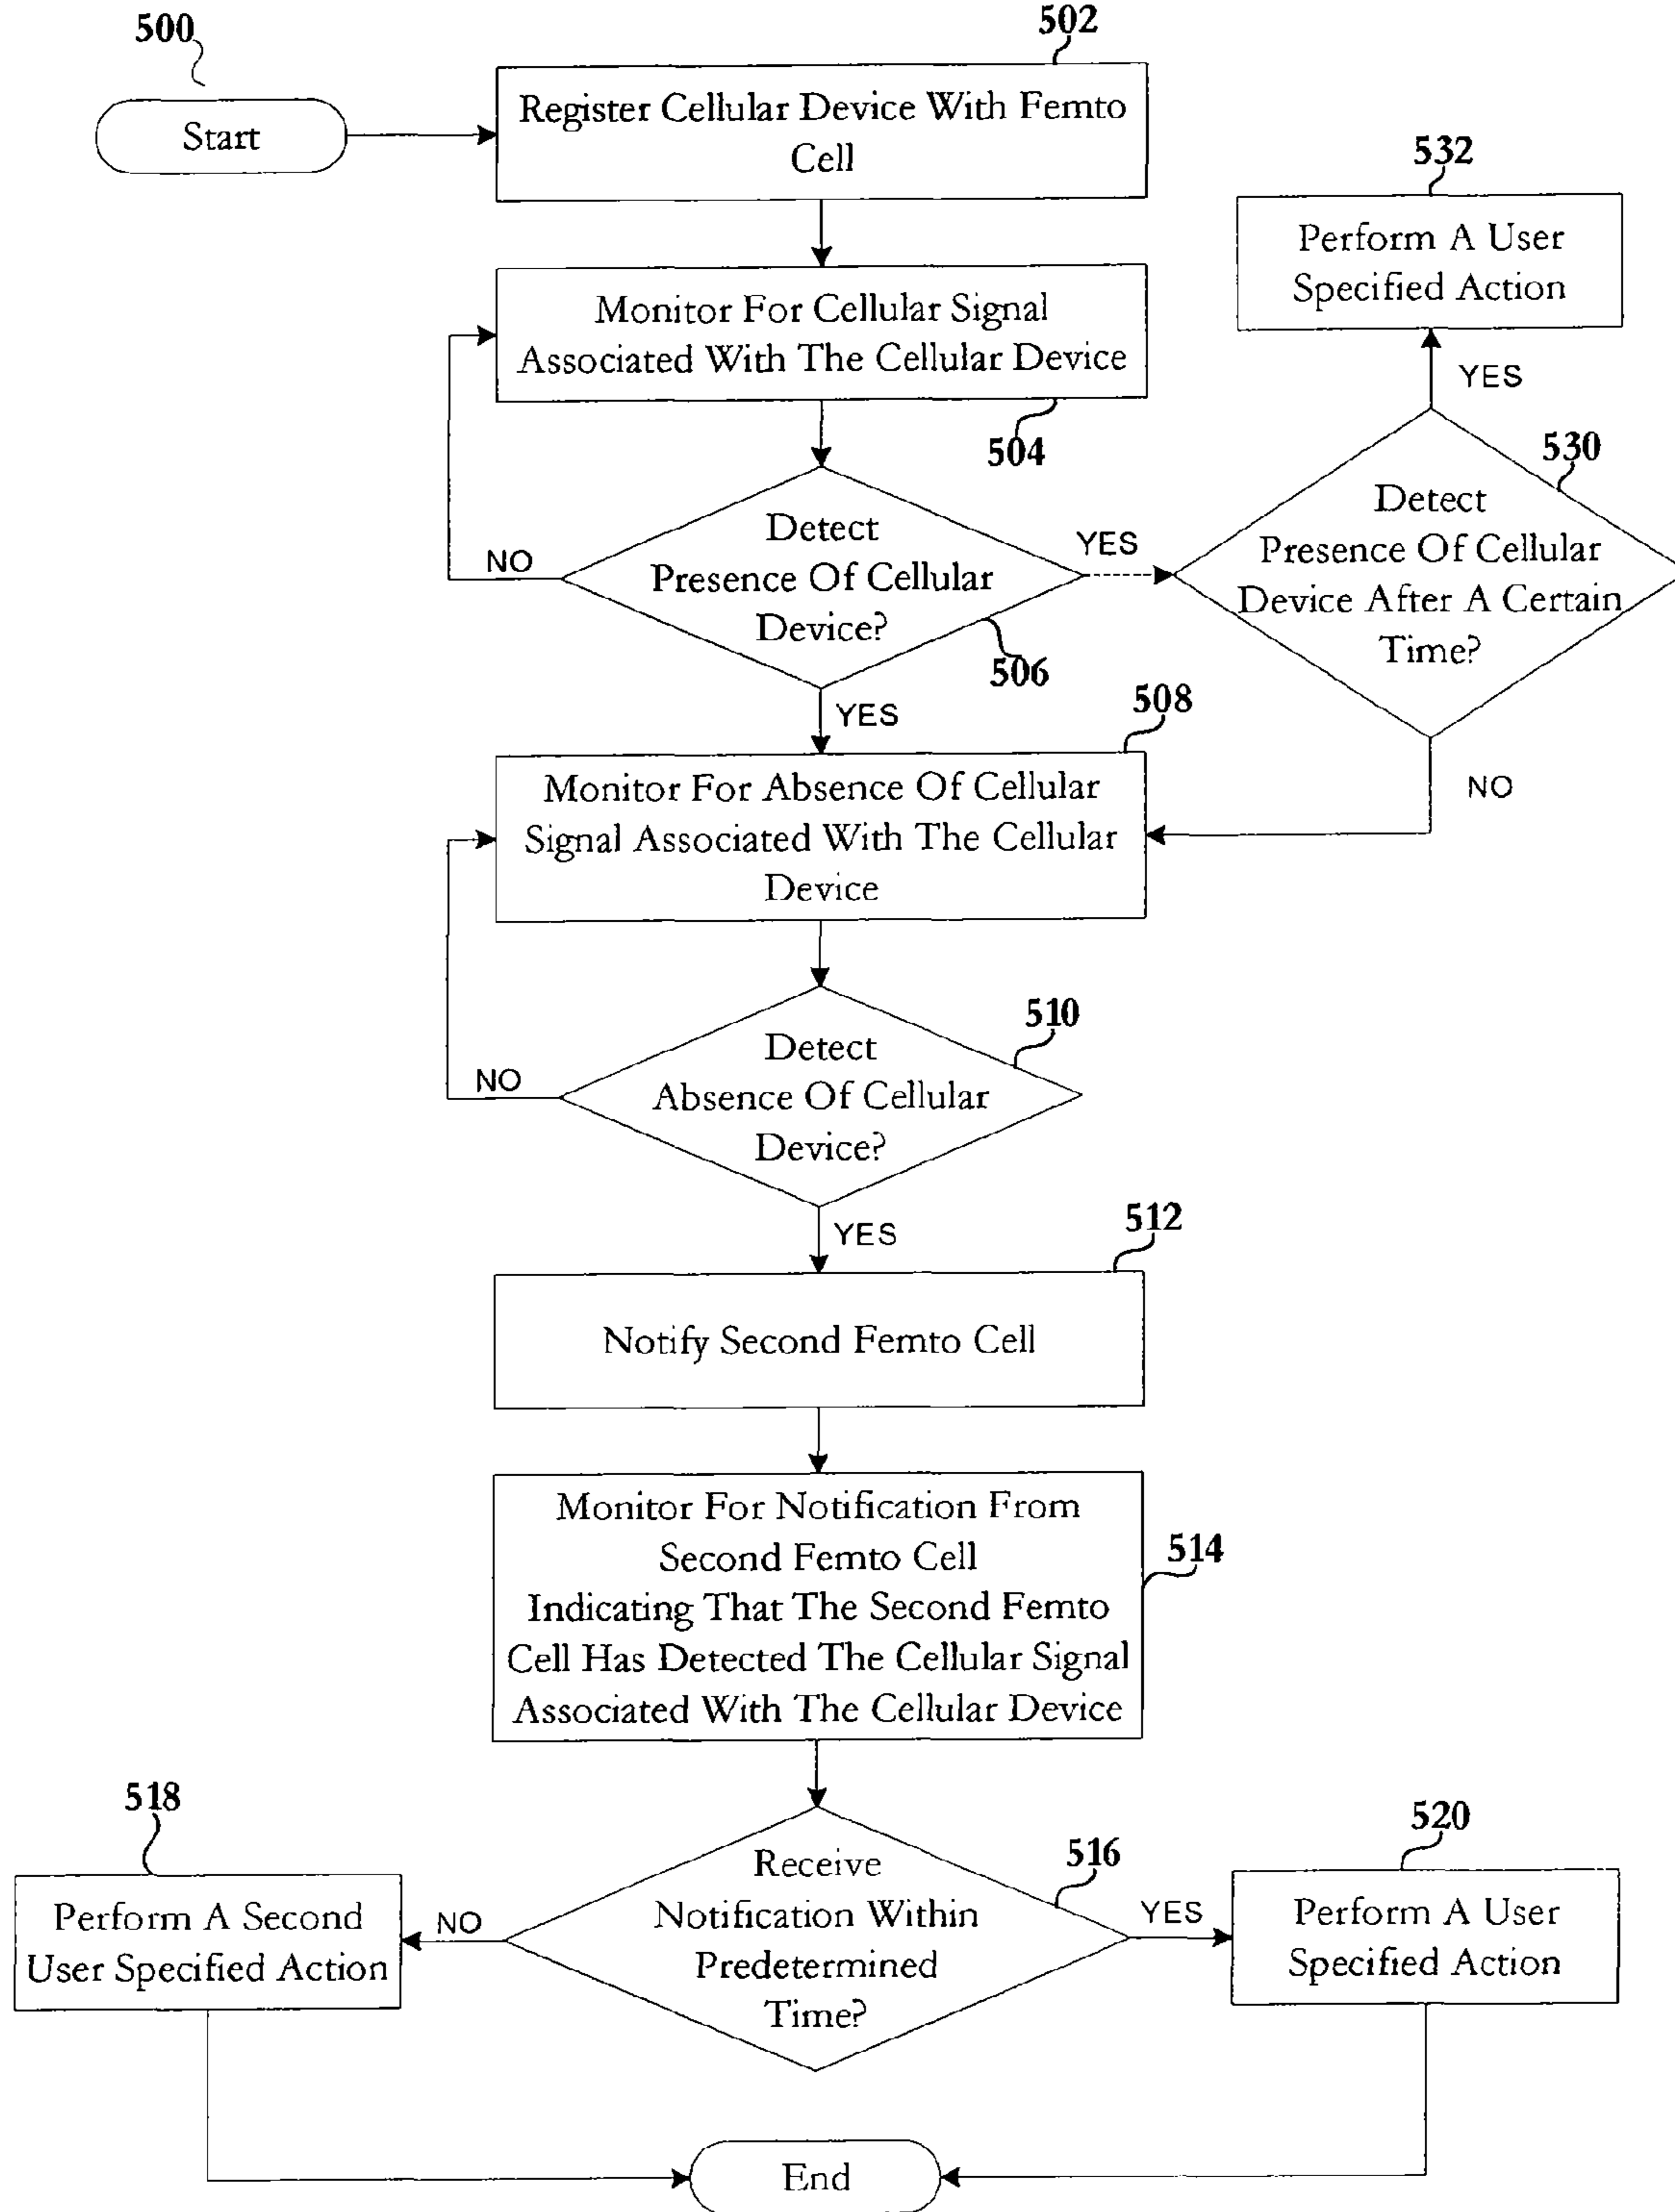 500
502
Start
Register Cellular Device With Femto
Cell
532
Perform A User
Specified Action
Monitor For Cellular Signal
Associated With The Cellular Device
504
YES
530
Detect
Presence Of Cellular
Device After A Certain
Time?
Detect
Presence Of Cellular
Device?
NO
YES
506
YES
508
NO
Monitor For Absence Of Cellular
Signal Associated With The Cellular
Device
510
Detect
Absence Of Cellular
Device?
NO
YES
512
Notify Second Femto Cell
Monitor For Notification From
Second Femto Cell
Indicating That The Second Femto
Cell Has Detected The Cellular Signal
Associated With The Cellular Device
514
518
520
516
Receive
Notification Within
Predetermined
Time?
NO
YES
Perform A Second
User Specified Action
Perform A User
Specified Action
End